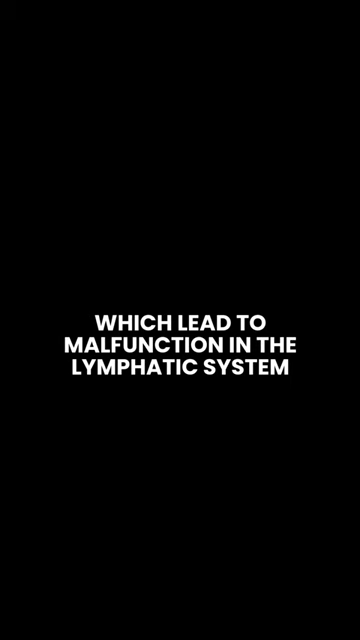 WHICH LEAD TO
MALFUNCTION IN THE
LYMPHATIC SYSTEM